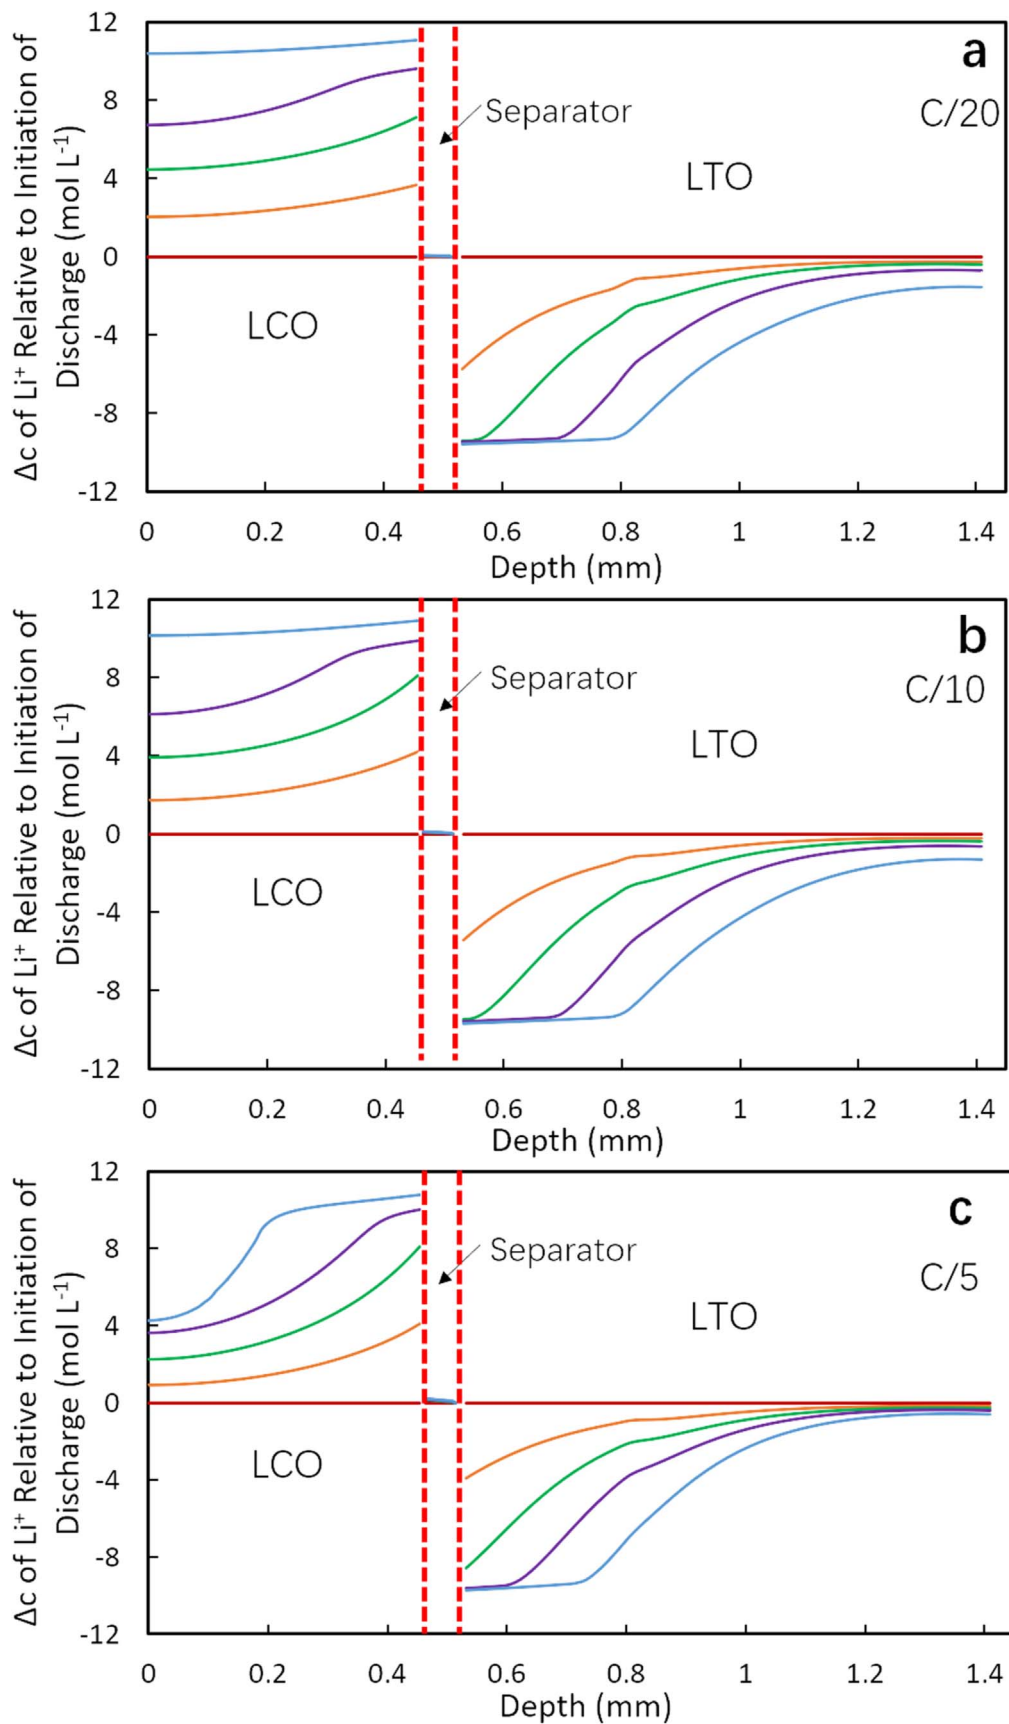 Δc of Li⁺ Relative to Initiation of
Discharge (mol L⁻¹)
12
8
4
0
-4
-8
-12
a
C/20
Separator
LTO
LCO
0 0.2 0.4 0.6 0.8 1 1.2 1.4
Depth (mm)
Δc of Li⁺ Relative to Initiation of
Discharge (mol L⁻¹)
12
8
4
0
-4
-8
-12
b
C/10
Separator
LTO
LCO
0 0.2 0.4 0.6 0.8 1 1.2 1.4
Depth (mm)
Δc of Li⁺ Relative to Initiation of
Discharge (mol L⁻¹)
12
8
4
0
-4
-8
-12
c
C/5
Separator
LTO
LCO
0 0.2 0.4 0.6 0.8 1 1.2 1.4
Depth (mm)